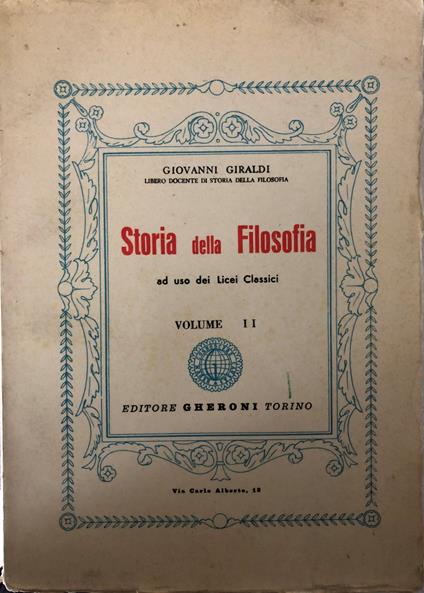 GIOVANNI GIRALDI
LIBERO DOCENTE DI STORIA DELLA FILOSOFIA
Storia della Filosofia
ad uso dei Licei Classici
VOLUME II
EDITORE GHERONI TORINO
Via Carlo Alberto, 18